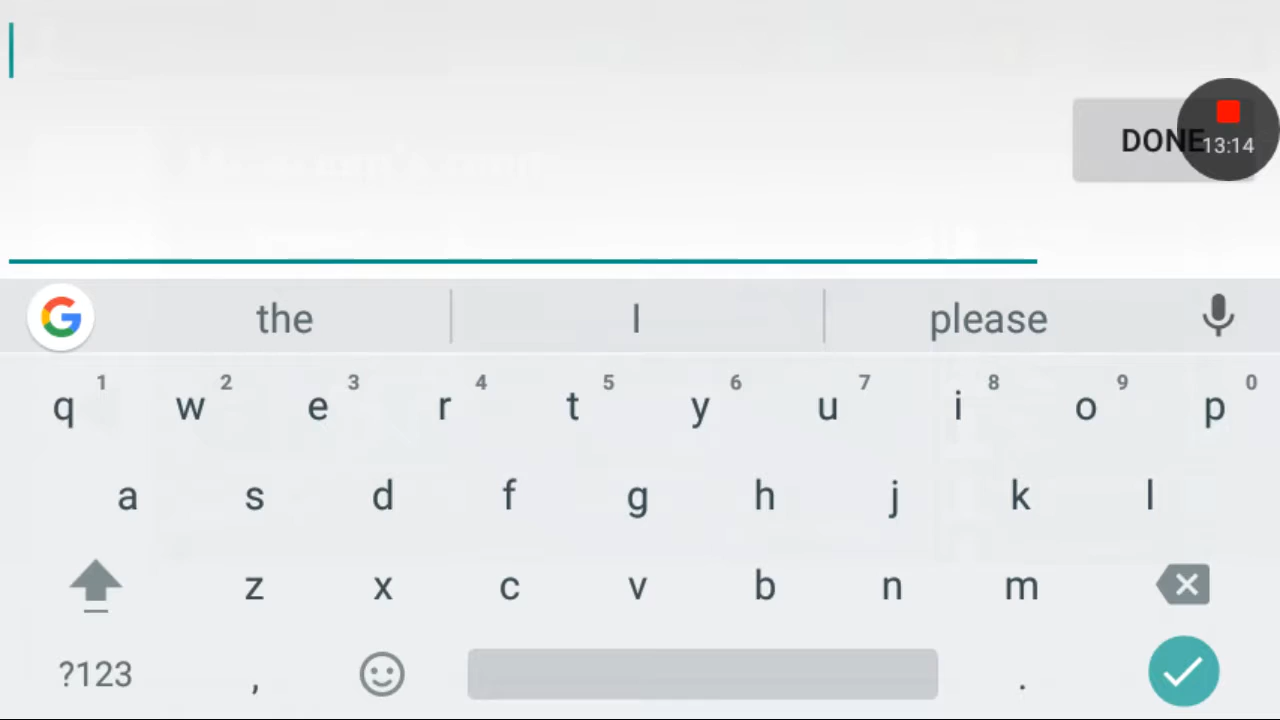 DONE
13:14
the I please
1 2 3 4 5 6 7 8 9 0
q w e r t y u i o p
a s d f g h j k l
z x c v b n m
?123 , .